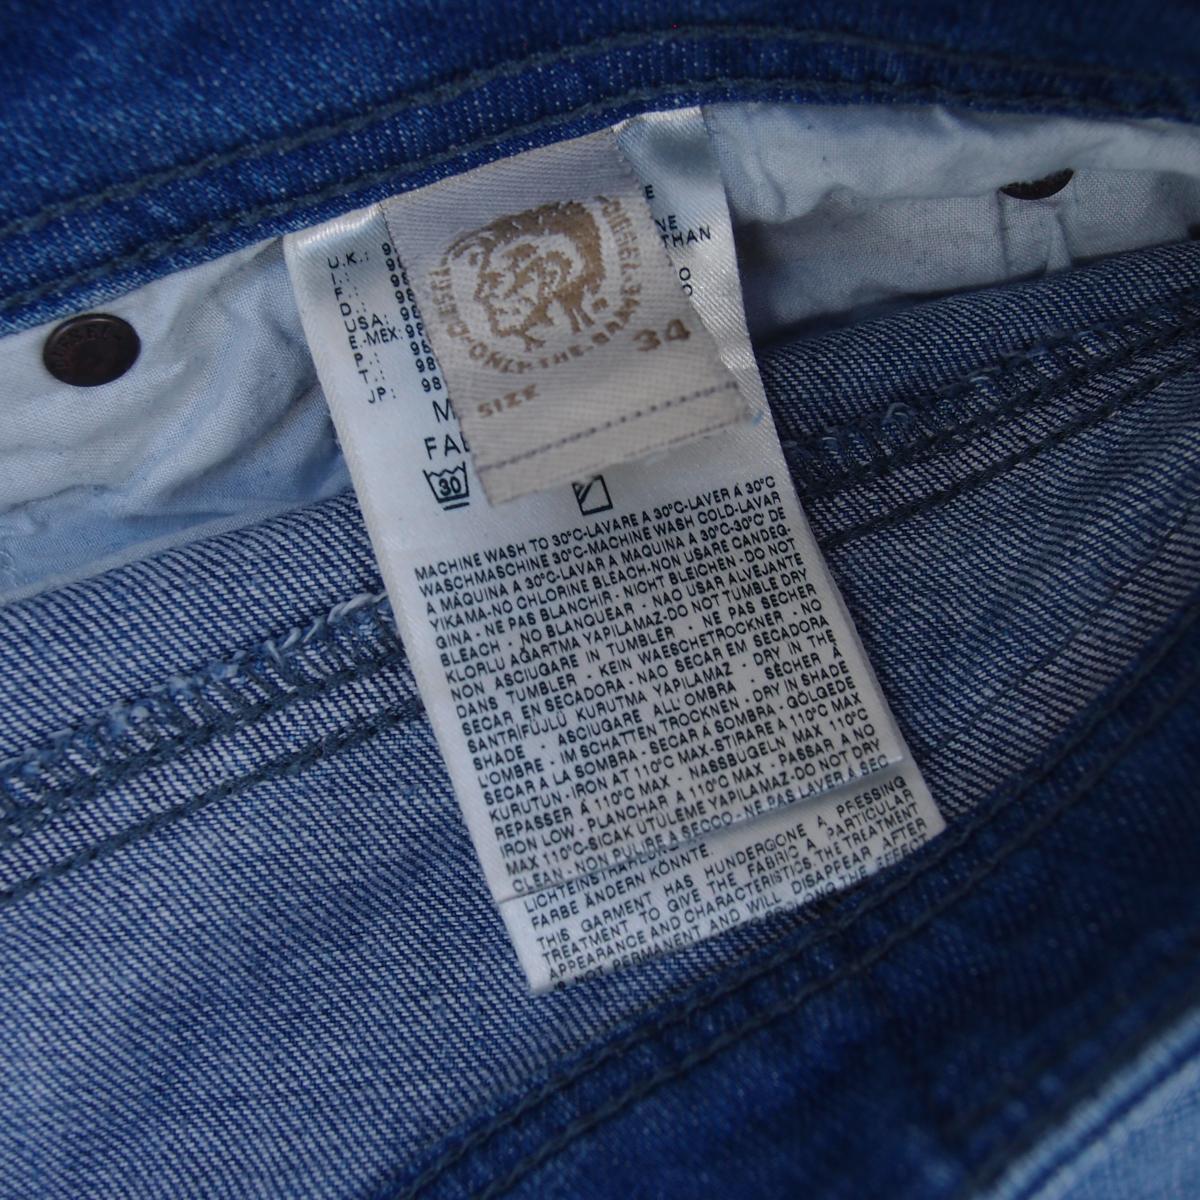 U.K.: 9
I.:
F.:
D.:
USA:
E-MEX:
P.:
T.:
JP.: 98
M
FA
30
SIZE 34
NE
THAN
MACHINE WASH TO 30°C-LAVARE A 30°C-LAVER À 30°C
WASCHMASCHINE 30°C-MACHINE WASH COLD-LAVAR
A MÁQUINA A 30°C-LAVAR A MAQUINA A 30°C-30°C' DE
YIKAMA-NO CHLORINE BLEACH-NON USARE CANDEG-
GINA - NE PAS BLANCHIR - NICHT BLEICHEN - DO NOT
BLEACH - NO BLANQUEAR - NAO USAR ALVEJANTE
KLORLU AĞARTMA YAPILAMAZ-DO NOT TUMBLE DRY
NON ASCIUGARE IN TUMBLER - NE PAS SÉCHER
DANS TUMBLER - KEIN WAESCHETROCKNER - NO
SECAR EN SECADORA - NAO SECAR EM SECADORA
SANTRIFÜJLÜ KURUTMA YAPILAMAZ - DRY IN THE
SHADE - ASCIUGARE ALL'OMBRA - SÉCHER À
L'OMBRE - IM SCHATTEN TROCKNEN - DRY IN SHADE
SECAR A LA SOMBRA - SECAR À SOMBRA - GÖLGEDE
KURUTUN - IRON AT 110°C MAX-STIRARE A 110°C MAX
REPASSER À 110°C MAX - NASSBÜGELN MAX 110°C
IRON LOW - PLANCHAR A 110°C MAX - PASSAR A NO
MAX 110°C-SICAK ÜTÜLEME YAPILAMAZ-DO NOT DRY
CLEAN - NON PULIRE A SECCO - NE PAS LAVER À SEC
LICHTEINSTRAHLUNG
FARBE ÄNDERN KÖNNTE
THIS GARMENT HAS HUNDERGONE A PRESSING
TREATMENT TO GIVE THE FABRIC A PARTICULAR
APPEARANCE AND CHARACTERISTICS. THE TREATMENT
IS NOT PERMANENT AND WILL DISAPPEAR AFTER
THE EFFECT